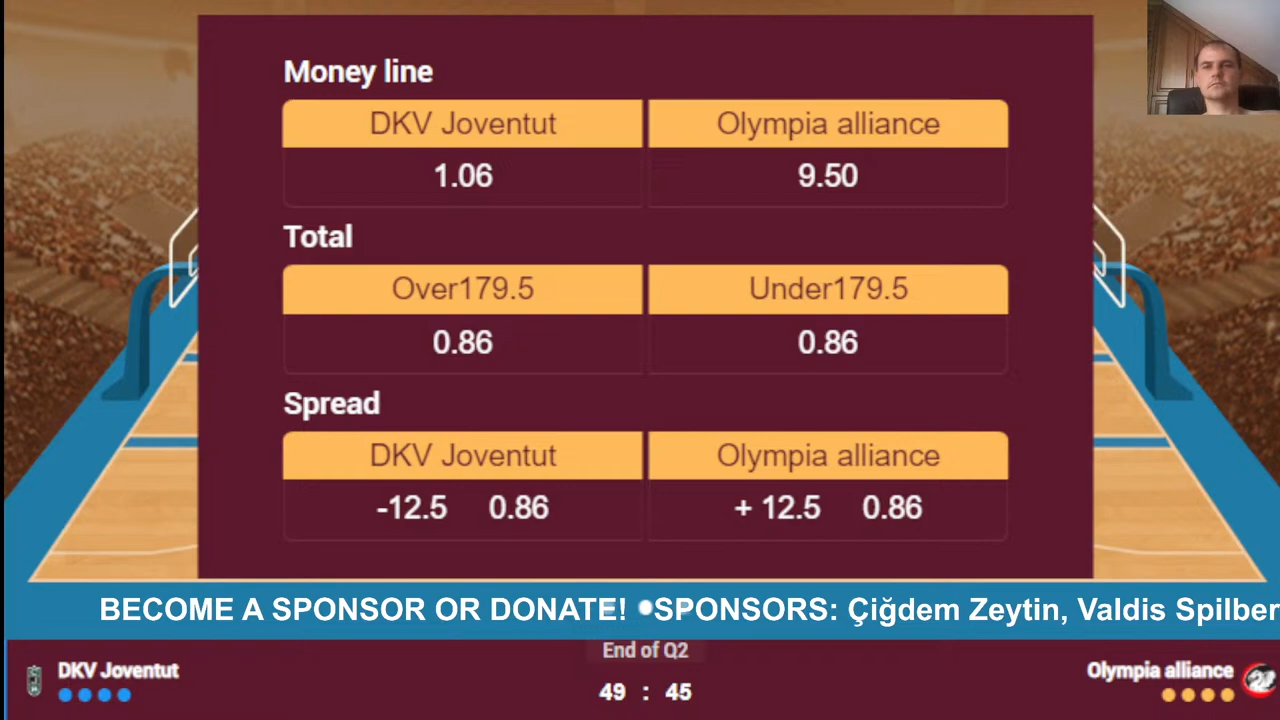 Money line
DKV Joventut Olympia alliance
1.06 9.50
Total
Over179.5 Under179.5
0.86 0.86
Spread
DKV Joventut Olympia alliance
-12.5 0.86 + 12.5 0.86
BECOME A SPONSOR OR DONATE! •SPONSORS: Çiğdem Zeytin, Valdis Spilber
End of Q2
DKV Joventut Olympia alliance
49 : 45